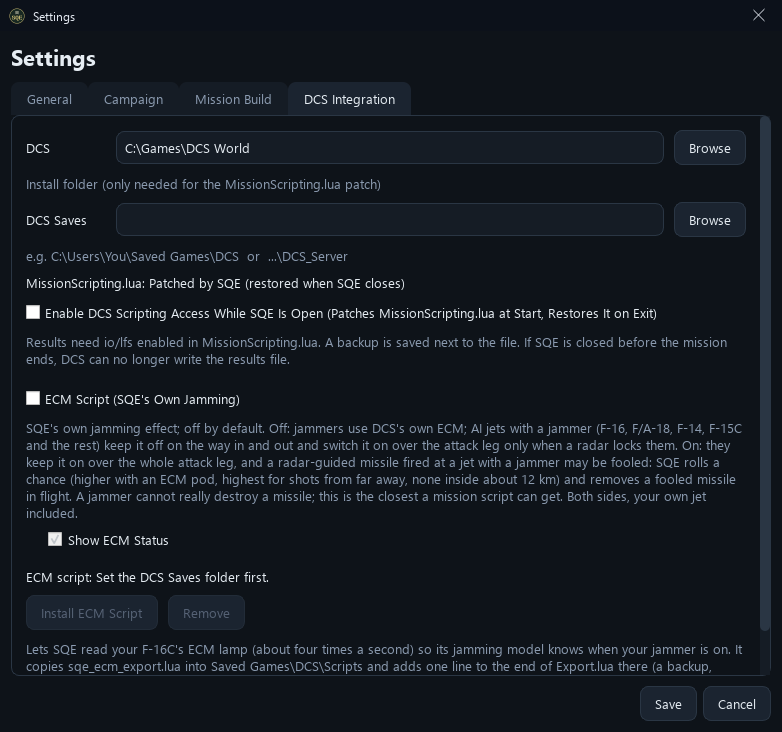 Settings
Settings
General
Campaign
Mission Build
DCS Integration
DCS
C:\Games\DCS World
Browse
Install folder (only needed for the MissionScripting.lua patch)
DCS Saves
Browse
e.g. C:\Users\You\Saved Games\DCS or ...\DCS_Server
MissionScripting.lua: Patched by SQE (restored when SQE closes)
Enable DCS Scripting Access While SQE Is Open (Patches MissionScripting.lua at Start, Restores It on Exit)
Results need io/lfs enabled in MissionScripting.lua. A backup is saved next to the file. If SQE is closed before the mission
ends, DCS can no longer write the results file.
ECM Script (SQE's Own Jamming)
SQE's own jamming effect; off by default. Off: jammers use DCS's own ECM; AI jets with a jammer (F-16, F/A-18, F-14, F-15C
and the rest) keep it off on the way in and out and switch it on over the attack leg only when a radar locks them. On: they
keep it on over the whole attack leg, and a radar-guided missile fired at a jet with a jammer may be fooled: SQE rolls a
chance (higher with an ECM pod, highest for shots from far away, none inside about 12 km) and removes a fooled missile
in flight. A jammer cannot really destroy a missile; this is the closest a mission script can get. Both sides, your own jet
included.
Show ECM Status
ECM script: Set the DCS Saves folder first.
Install ECM Script
Remove
Lets SQE read your F-16C's ECM lamp (about four times a second) so its jamming model knows when your jammer is on. It
copies sqe_ecm_export.lua into Saved Games\DCS\Scripts and adds one line to the end of Export.lua there (a backup,
Save
Cancel